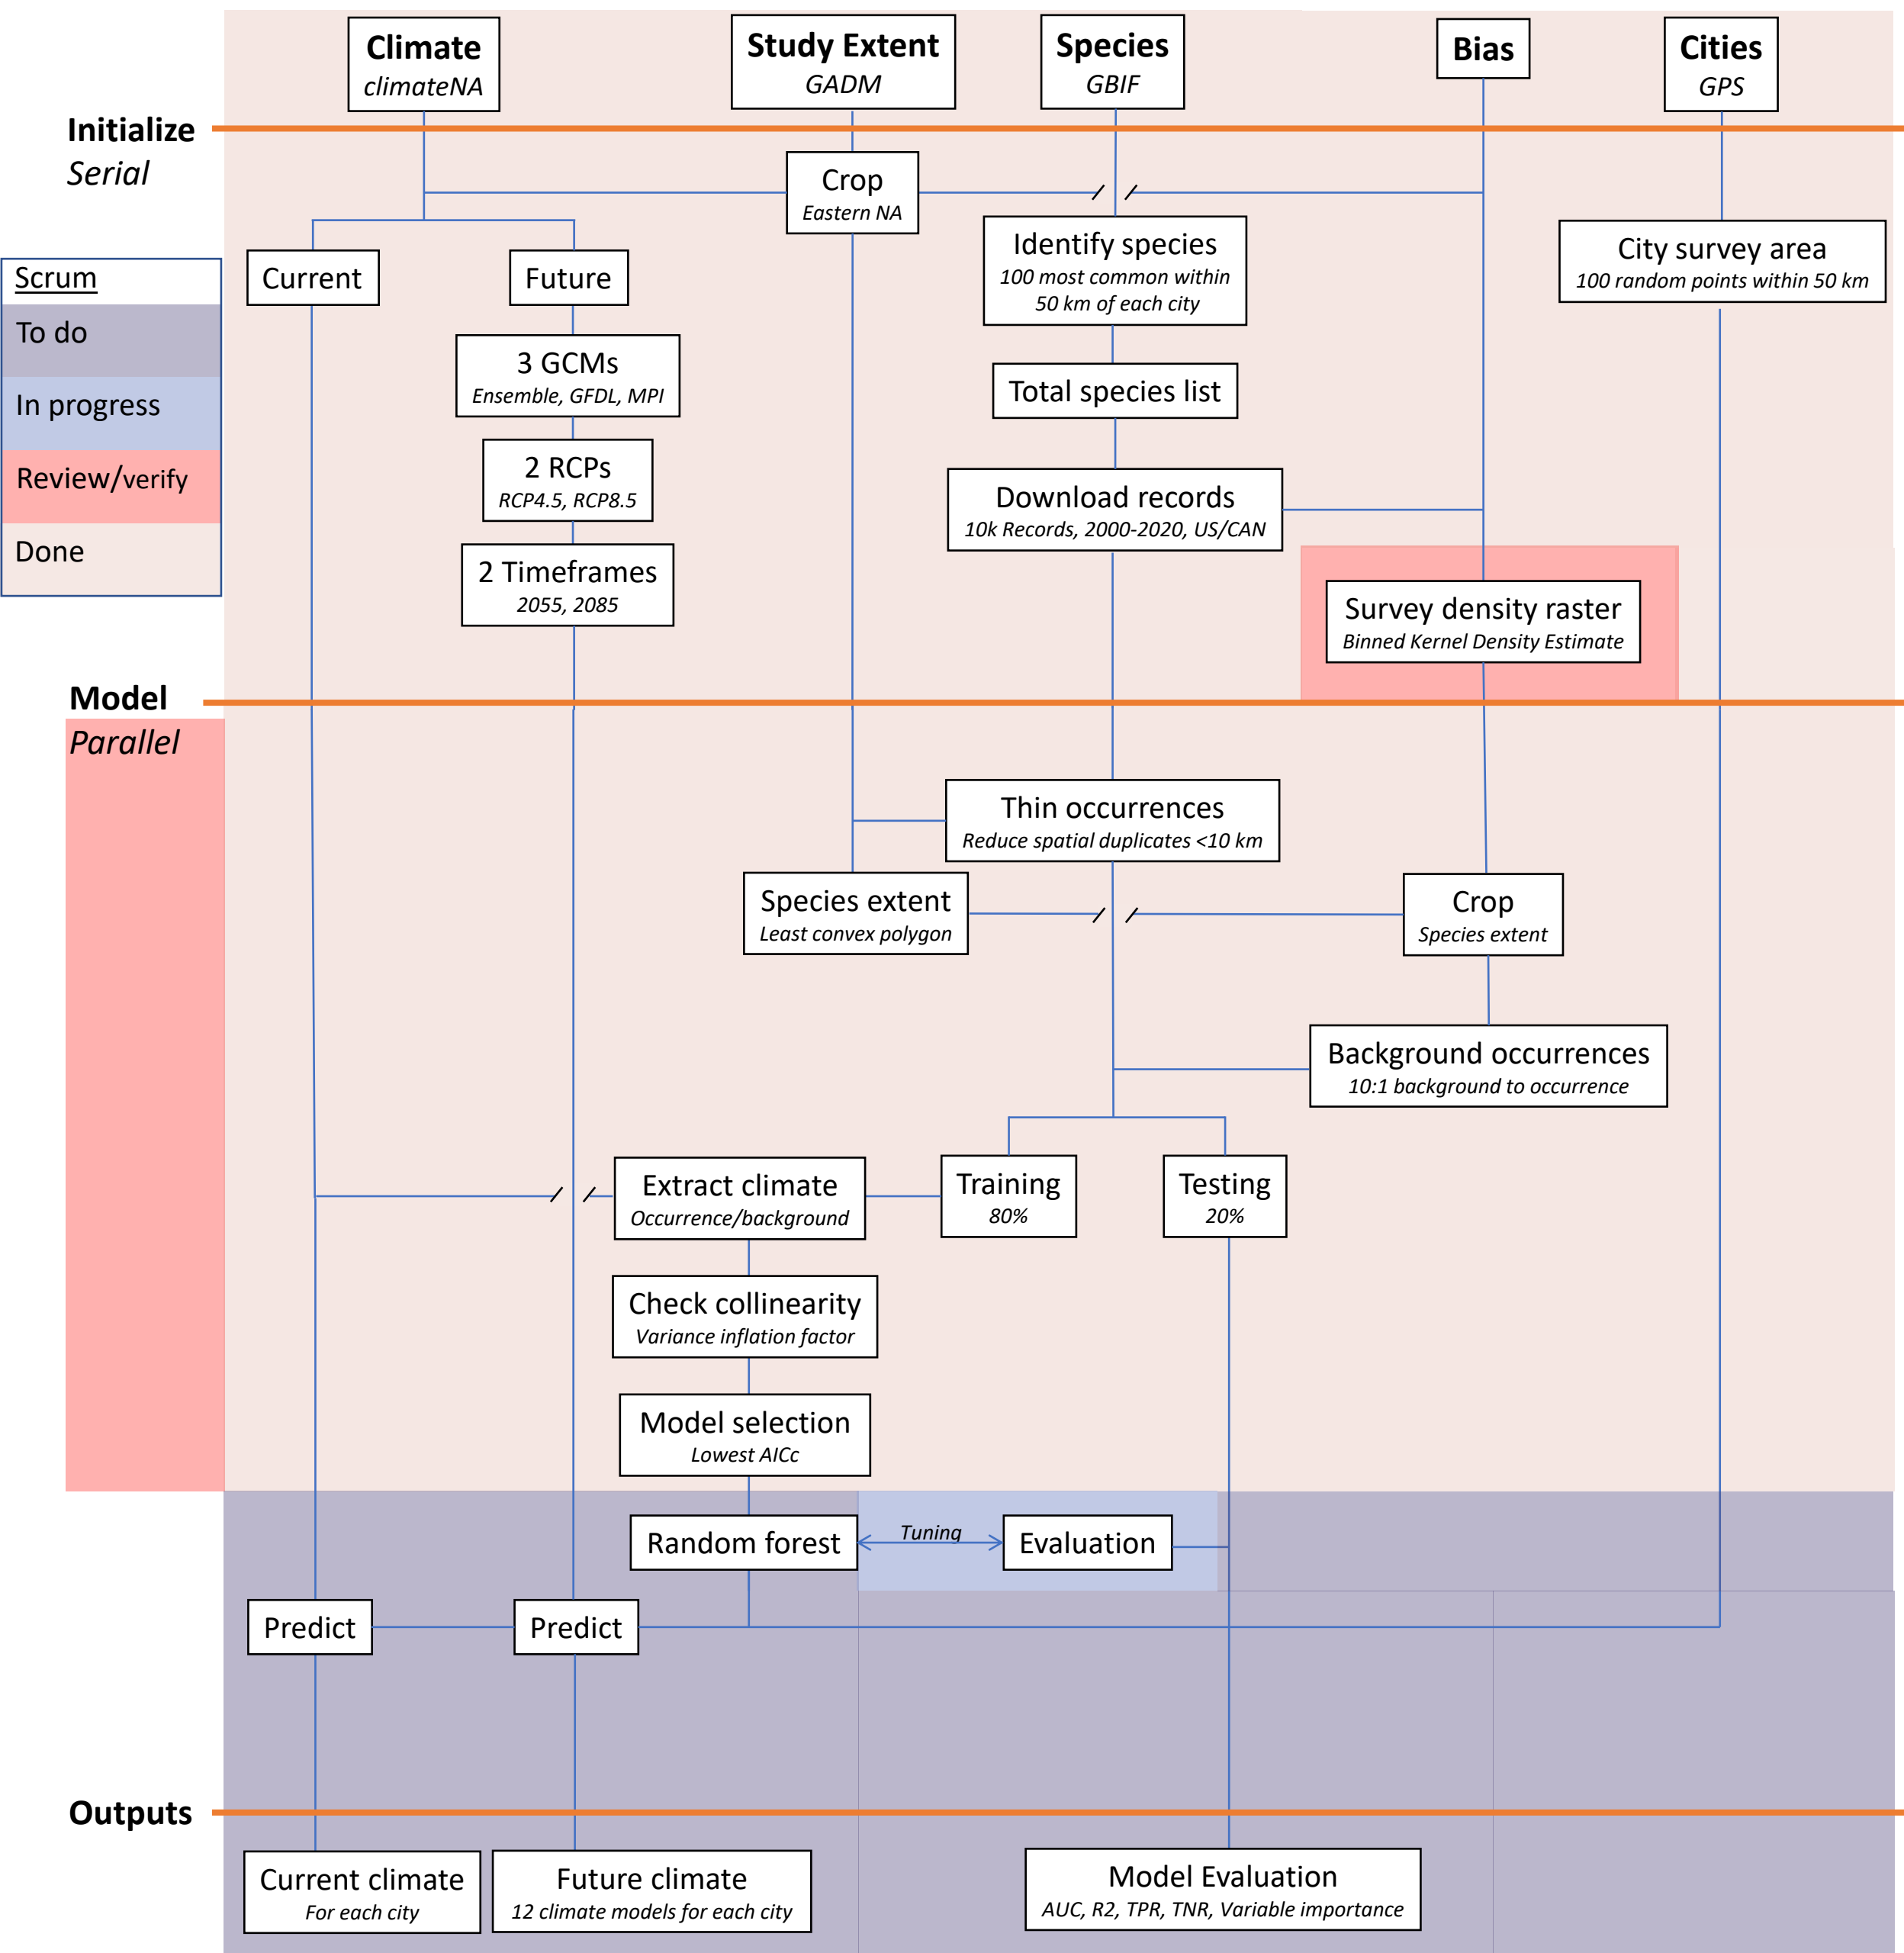 Climate
climateNA
Study Extent
GADM
Species
GBIF
Bias
Cities
GPS
Initialize
Serial
Crop
Eastern NA
Current
Future
Identify species
100 most common within
50 km of each city
City survey area
100 random points within 50 km
Scrum
To do
In progress
Review/verify
Done
3 GCMs
Ensemble, GFDL, MPI
Total species list
2 RCPs
RCP4.5, RCP8.5
Download records
10k Records, 2000-2020, US/CAN
2 Timeframes
2055, 2085
Survey density raster
Binned Kernel Density Estimate
Model
Parallel
Thin occurrences
Reduce spatial duplicates <10 km
Species extent
Least convex polygon
Crop
Species extent
Background occurrences
10:1 background to occurrence
Extract climate
Occurrence/background
Training
80%
Testing
20%
Check collinearity
Variance inflation factor
Model selection
Lowest AICc
Random forest
Tuning
Evaluation
Predict
Predict
Outputs
Current climate
For each city
Future climate
12 climate models for each city
Model Evaluation
AUC, R2, TPR, TNR, Variable importance